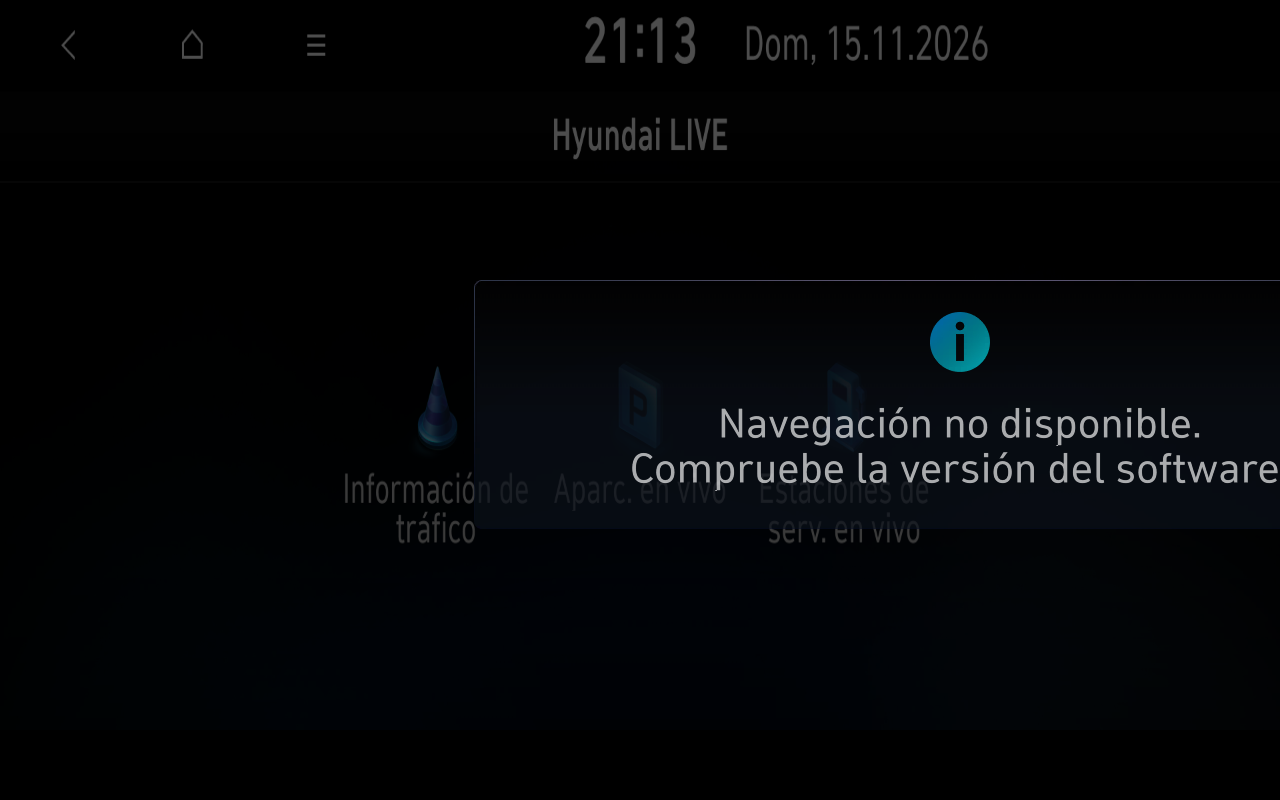 21:13 Dom, 15.11.2026
Hyundai LIVE
Navegación no disponible.
Compruebe la versión del software
Información de
tráfico
Aparc. en vivo
Estaciones de
serv. en vivo
P